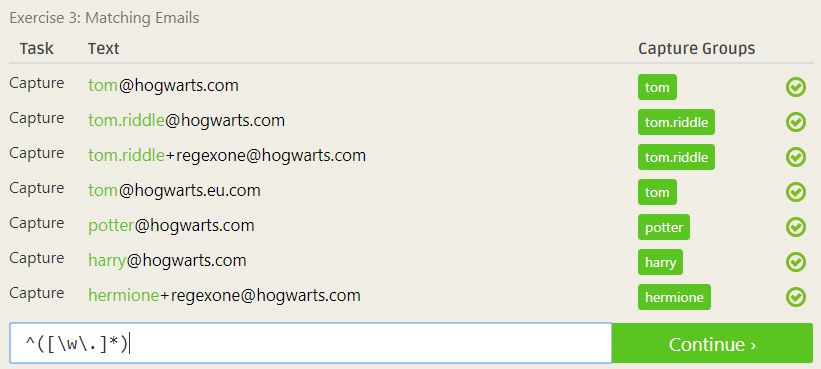 Exercise 3: Matching Emails
Task Text Capture Groups
Capture tom@hogwarts.com tom
Capture tom.riddle@hogwarts.com tom.riddle
Capture tom.riddle+regexone@hogwarts.com tom.riddle
Capture tom@hogwarts.eu.com tom
Capture potter@hogwarts.com potter
Capture harry@hogwarts.com harry
Capture hermione+regexone@hogwarts.com hermione
^([\w\.]*) Continue ›